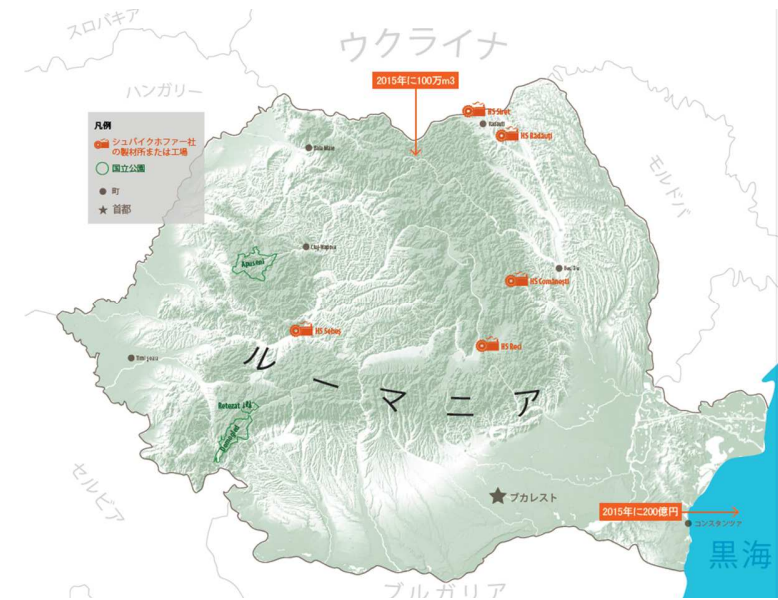 スロバキア
ウクライナ
2015年に100万m3
ハンガリー
凡例
シュバイクホファー社
の製材所または工場
国立公園
町
首都
HS Siret
Radauti
HS Rădăuți
モルドバ
Baia Mare
Cluj-Napoca
Apuseni
HS Comănești
HS Sebeș
HS Reci
Timișoara
ルーマニア
Retezat
セルビア
ブカレスト
2015年に200億円
コンスタンツァ
黒海
ブルガリア